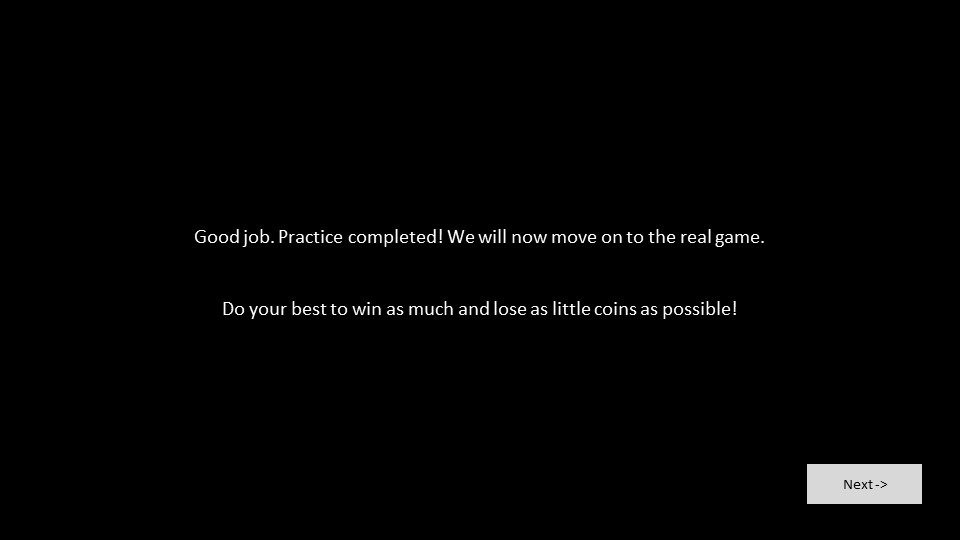 Good job. Practice completed! We will now move on to the real game.
Do your best to win as much and lose as little coins as possible!
Next ->